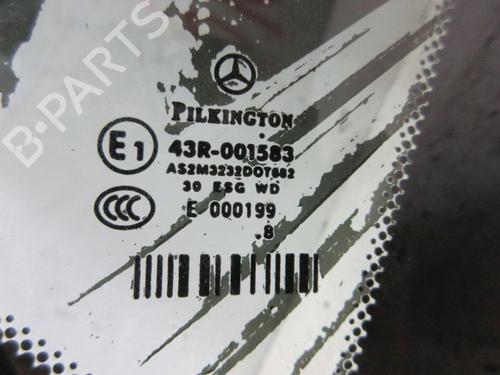 B-PARTS
PILKINGTON
E1 43R-001583
AS2M3232DOT682
30 ESG WD
CCC E 000199
.8